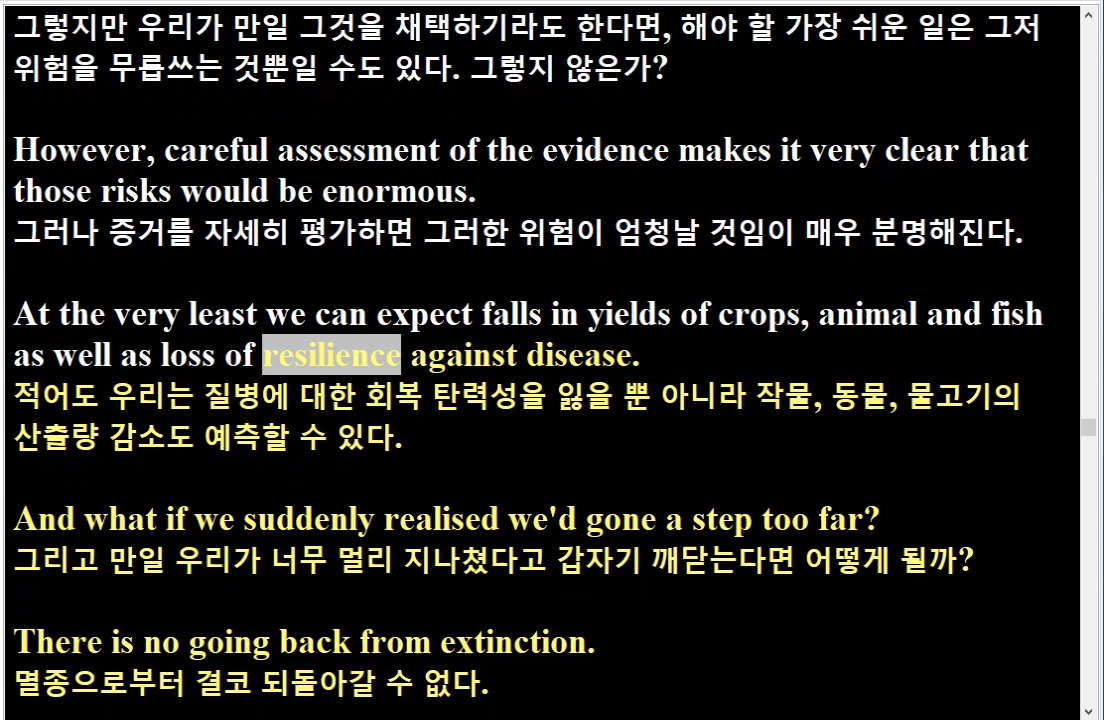 그렇지만 우리가 만일 그것을 채택하기라도 한다면, 해야 할 가장 쉬운 일은 그저
위험을 무릅쓰는 것뿐일 수도 있다. 그렇지 않은가?
However, careful assessment of the evidence makes it very clear that
those risks would be enormous.
그러나 증거를 자세히 평가하면 그러한 위험이 엄청날 것임이 매우 분명해진다.
At the very least we can expect falls in yields of crops, animal and fish
as well as loss of resilience against disease.
적어도 우리는 질병에 대한 회복 탄력성을 잃을 뿐 아니라 작물, 동물, 물고기의
산출량 감소도 예측할 수 있다.
And what if we suddenly realised we'd gone a step too far?
그리고 만일 우리가 너무 멀리 지나쳤다고 갑자기 깨닫는다면 어떻게 될까?
There is no going back from extinction.
멸종으로부터 결코 되돌아갈 수 없다.